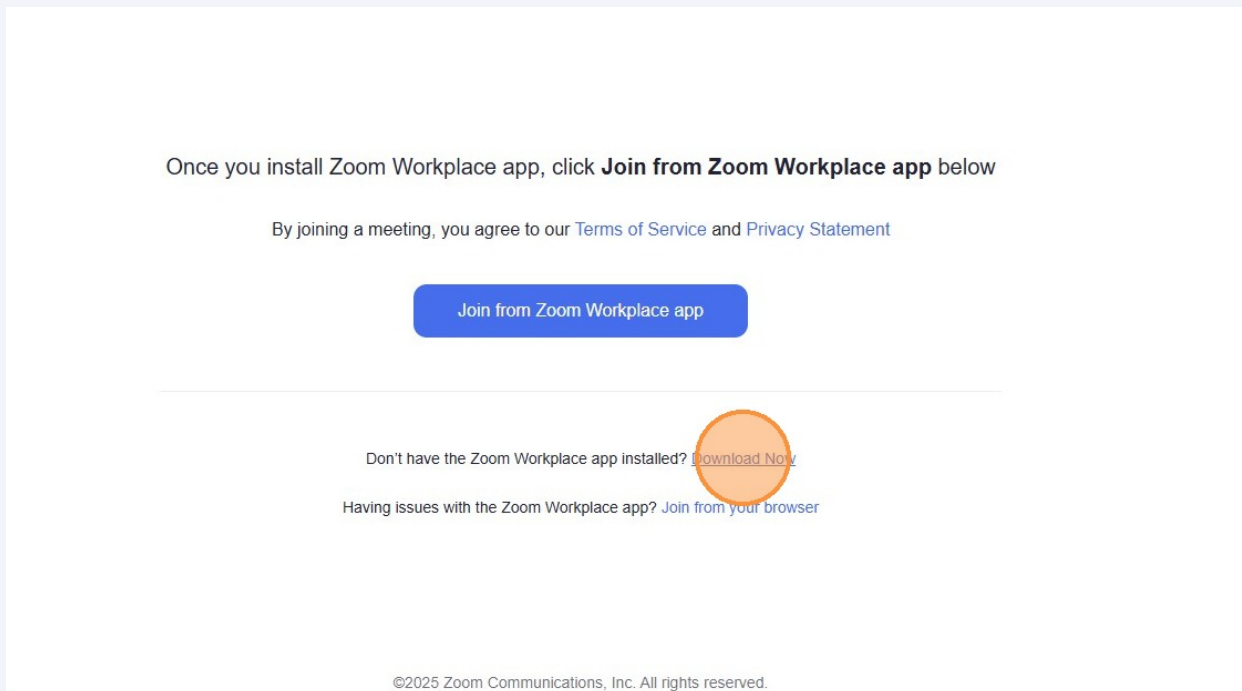 Once you install Zoom Workplace app, click Join from Zoom Workplace app below
By joining a meeting, you agree to our Terms of Service and Privacy Statement
Join from Zoom Workplace app
Don't have the Zoom Workplace app installed? Download Now
Having issues with the Zoom Workplace app? Join from your browser
©2025 Zoom Communications, Inc. All rights reserved.